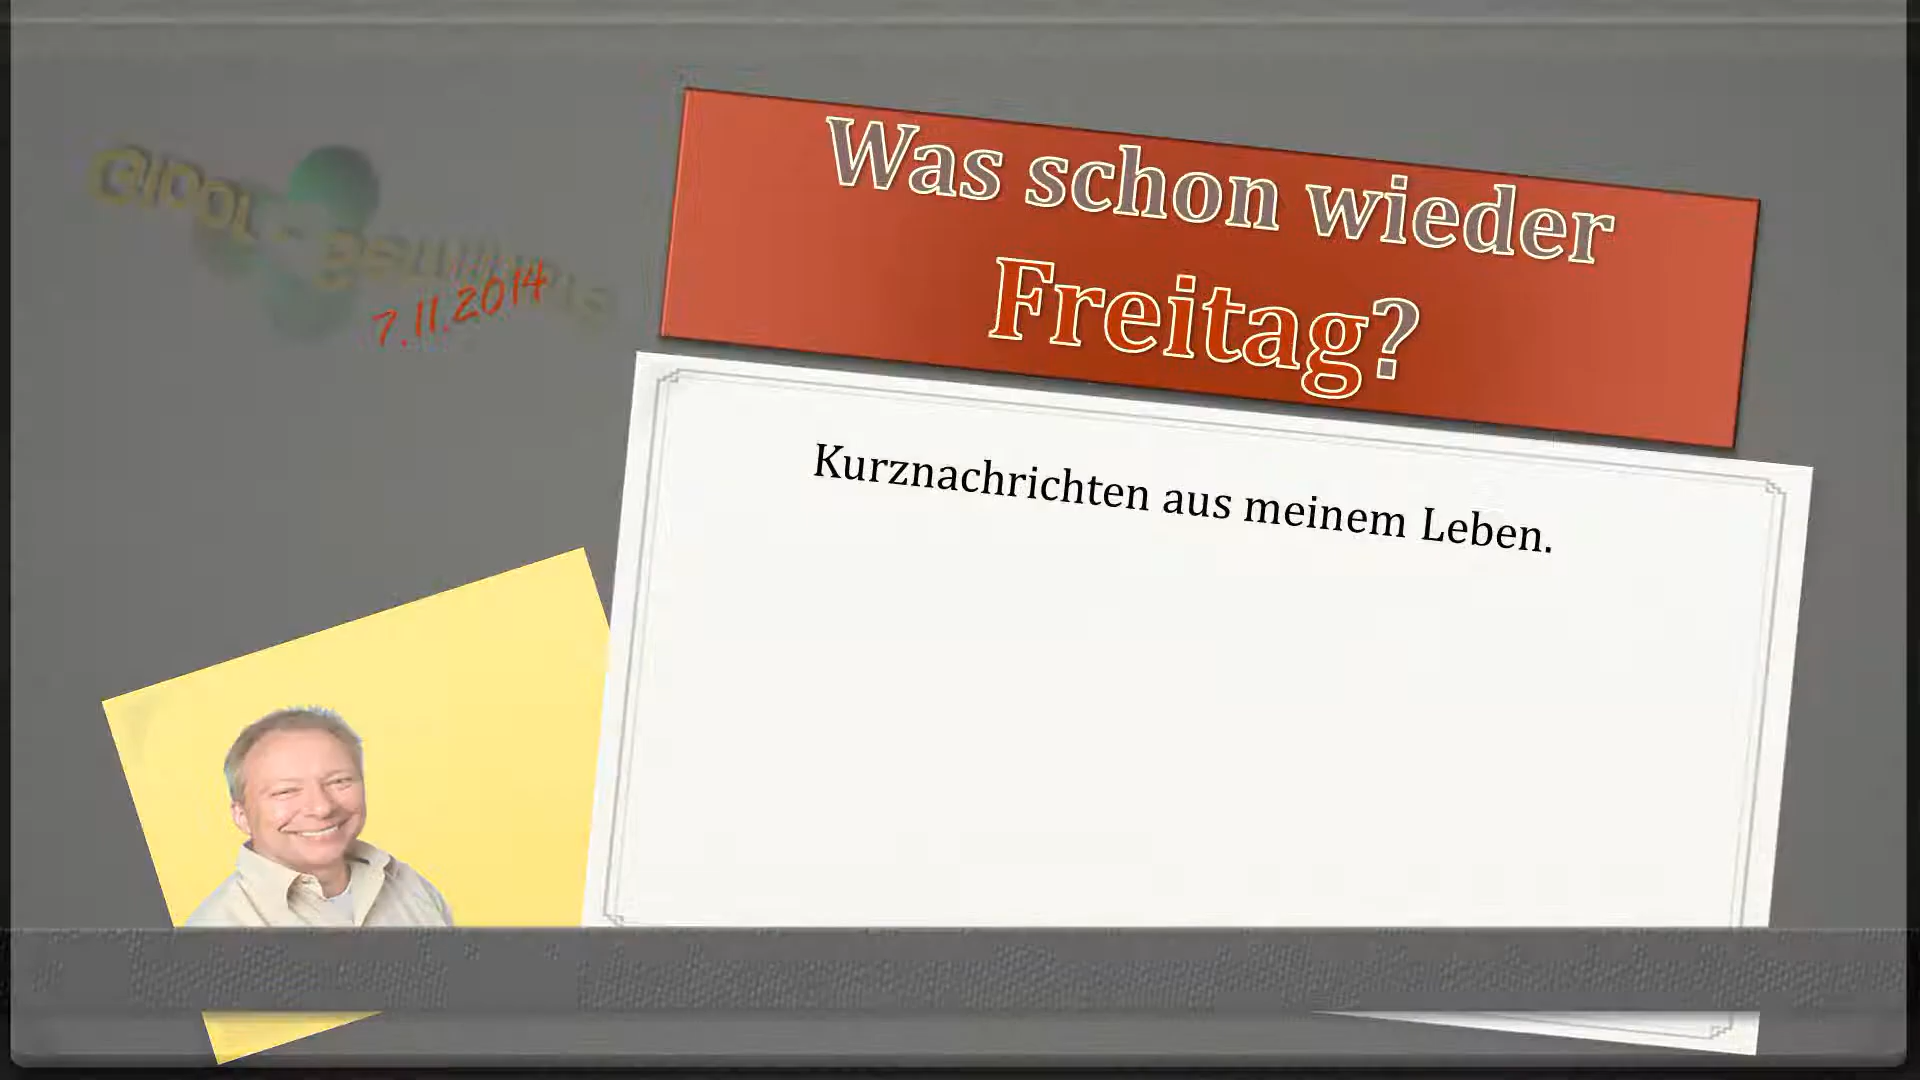 7.11.2014
Was schon wieder
Freitag?
Kurznachrichten aus meinem Leben.